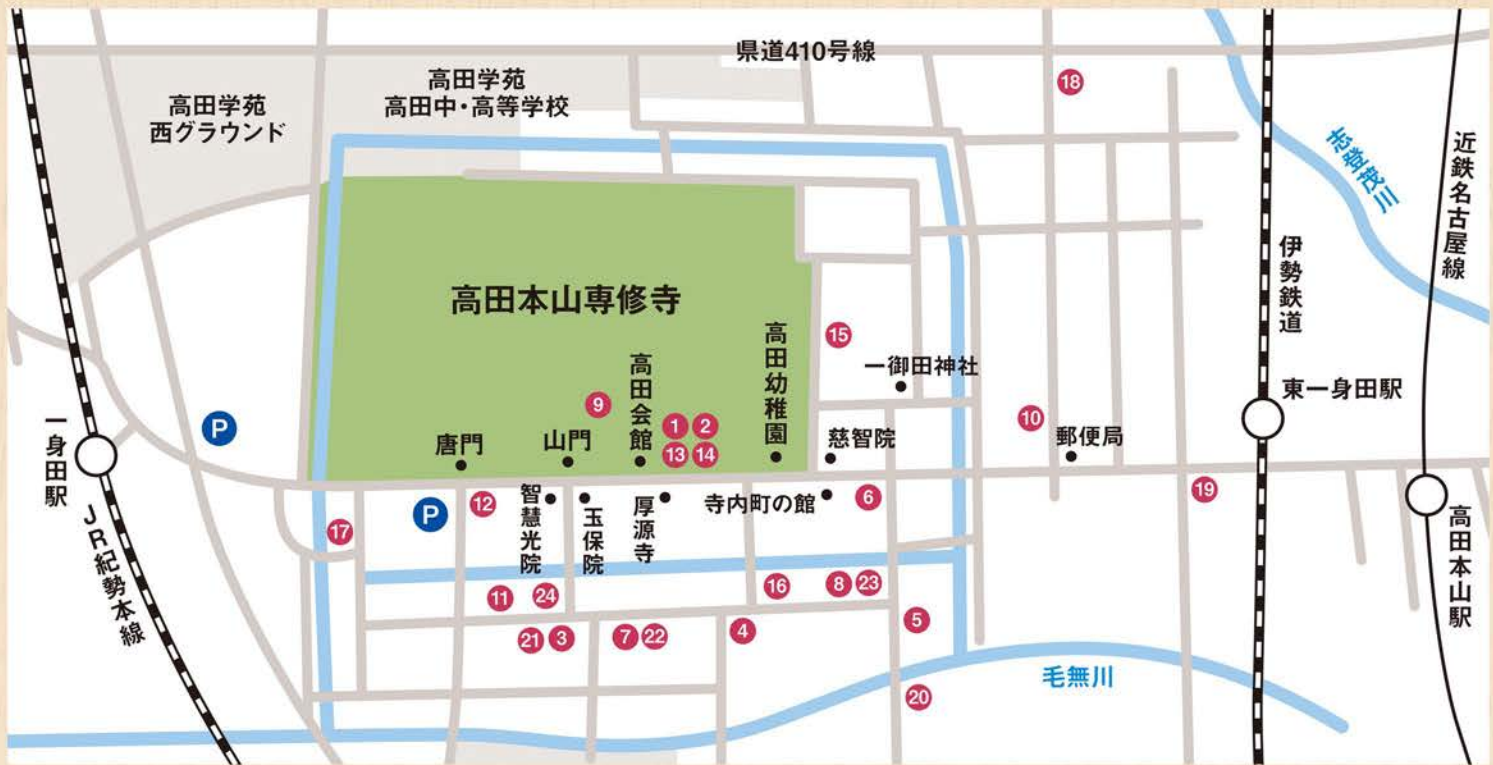 県道410号線
18
高田学苑
高田中・高等学校
高田学苑
西グラウンド
志登茂川
近鉄名古屋線
伊勢鉄道
高田本山専修寺
15
高田幼稚園
高田会館
一御田神社
東一身田駅
9
1
2
13
14
10
一身田駅
P
唐門
山門
慈智院
郵便局
P
12
智慧光院
玉保院
厚源寺
寺内町の館
6
19
高田本山駅
17
JR紀勢本線
11
24
16
8
23
21
3
7
22
4
5
毛無川
20